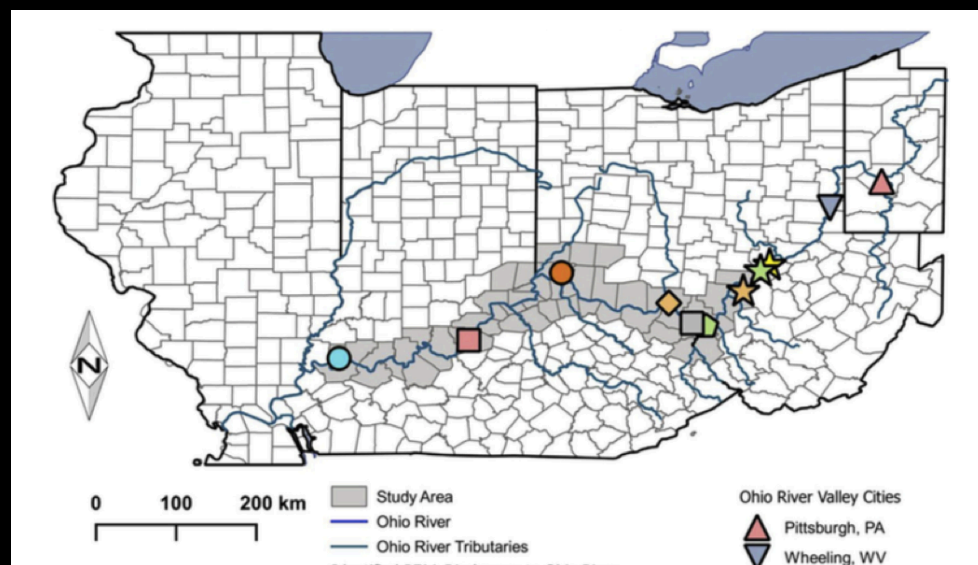 N
0 100 200 km
Study Area
Ohio River
Ohio River Tributaries
Ohio River Valley Cities
Pittsburgh, PA
Wheeling, WV